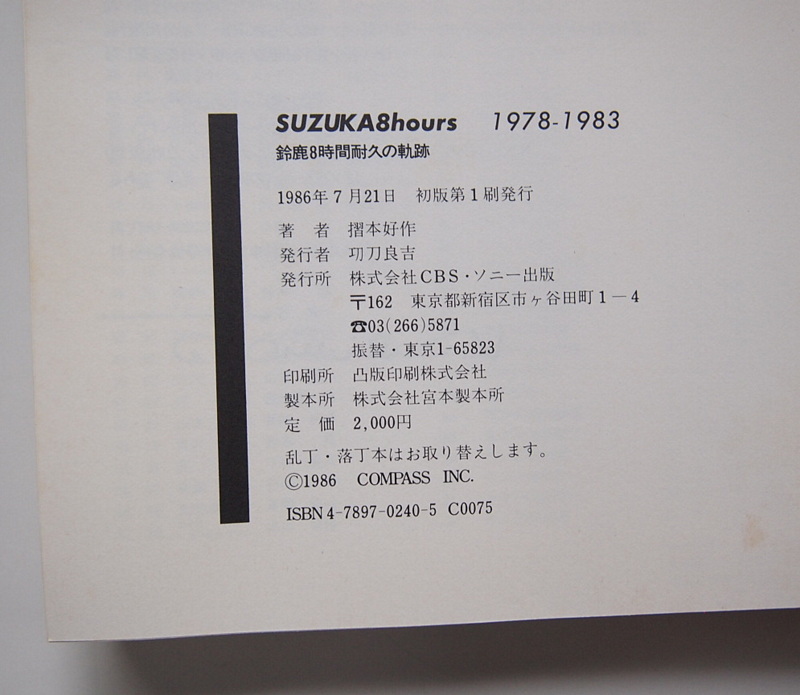 SUZUKA8hours 1978-1983
鈴鹿8時間耐久の軌跡
1986年7月21日 初版第1刷発行
著 者 摺本好作
発行者 功刀良吉
発行所 株式会社CBS・ソニー出版
〒162 東京都新宿区市ヶ谷田町1-4
☎03(266)5871
振替・東京1-65823
印刷所 凸版印刷株式会社
製本所 株式会社宮本製本所
定 価 2,000円
乱丁・落丁本はお取り替えします。
©1986 COMPASS INC.
ISBN4-7897-0240-5 C0075